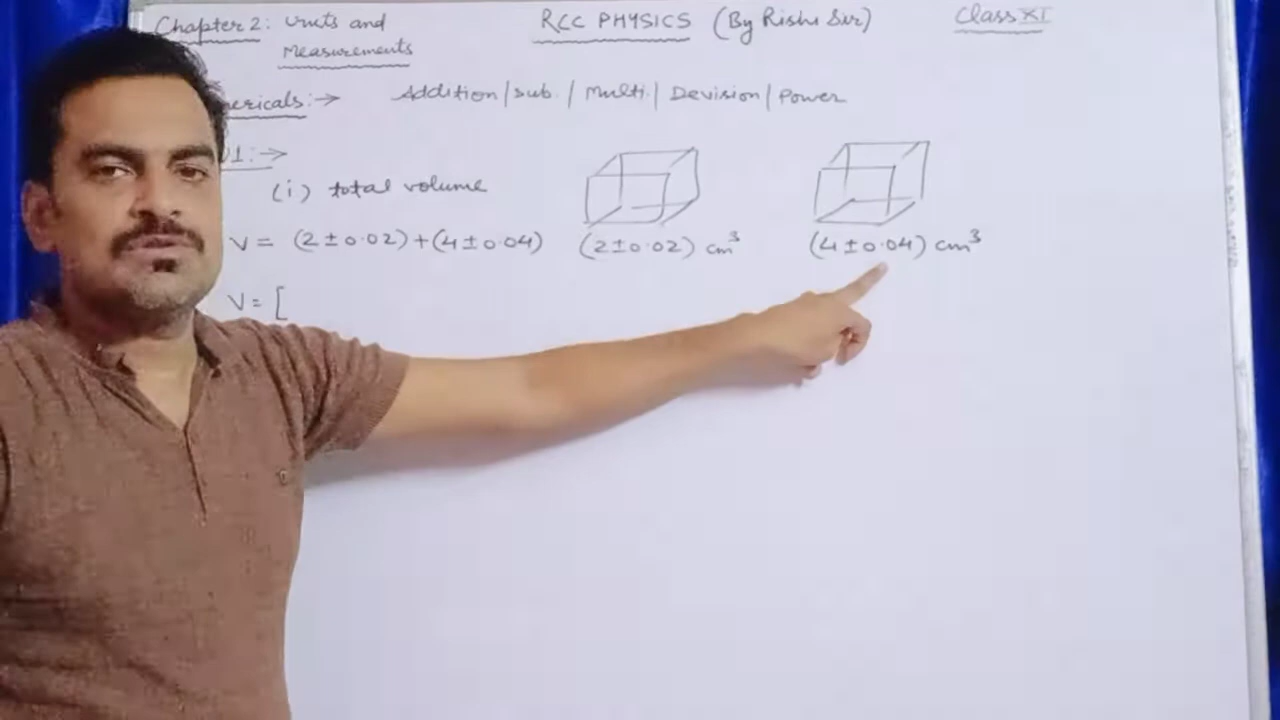 Chapter 2: Units and Measurements
RCC PHYSICS (By Rishi Sir)
Class XI
:→ Addition/sub./Multi./Devision/Power
1:→
(i) total volume
V = (2±0.02)+(4±0.04)
(2±0.02) cm³
(4±0.04) cm³
V = [